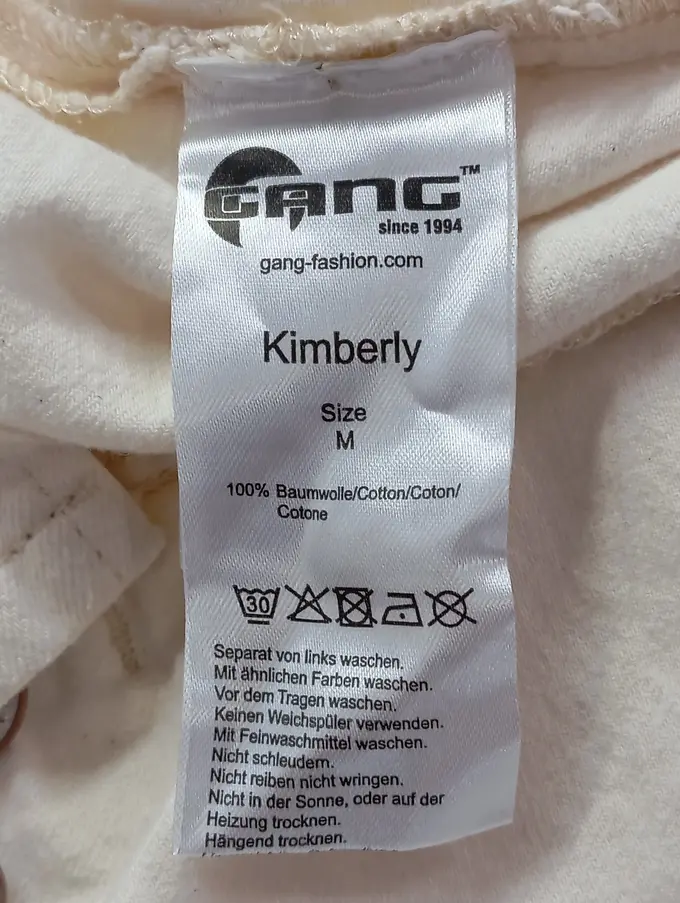 GANG™
since 1994
gang-fashion.com
Kimberly
Size
M
100% Baumwolle/Cotton/Coton/
Cotone
30
Separat von links waschen.
Mit ähnlichen Farben waschen.
Vor dem Tragen waschen.
Keinen Weichspüler verwenden.
Mit Feinwaschmittel waschen.
Nicht schleudern.
Nicht reiben nicht wringen.
Nicht in der Sonne, oder auf der
Heizung trocknen.
Hängend trocknen.